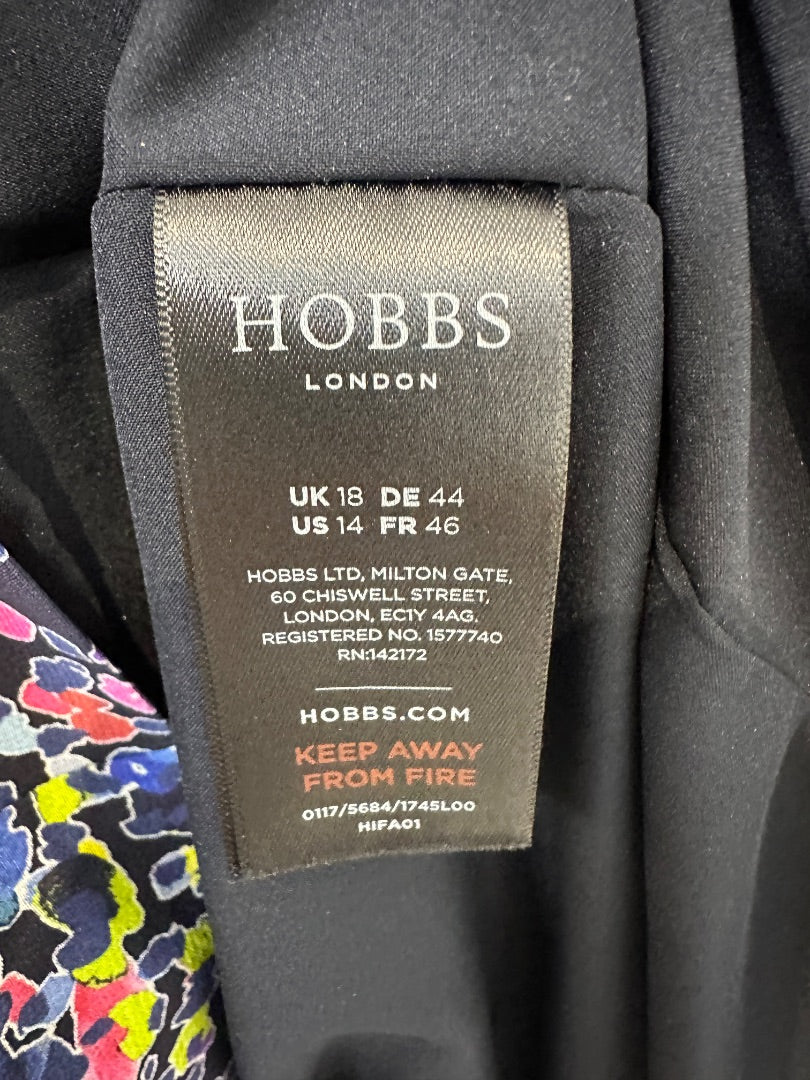 HOBBS
LONDON
UK 18 DE 44
US 14 FR 46
HOBBS LTD, MILTON GATE,
60 CHISWELL STREET,
LONDON, EC1Y 4AG.
REGISTERED NO. 1577740
RN:142172
HOBBS.COM
KEEP AWAY
FROM FIRE
0117/5684/1745L00
HIFA01